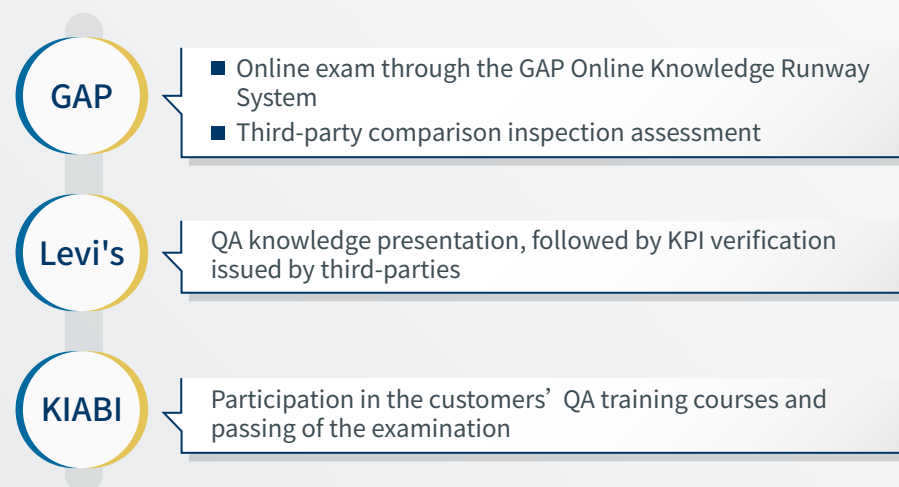 GAP
Online exam through the GAP Online Knowledge Runway
System
Third-party comparison inspection assessment
Levi's
QA knowledge presentation, followed by KPI verification
issued by third-parties
KIABI
Participation in the customers’ QA training courses and
passing of the examination